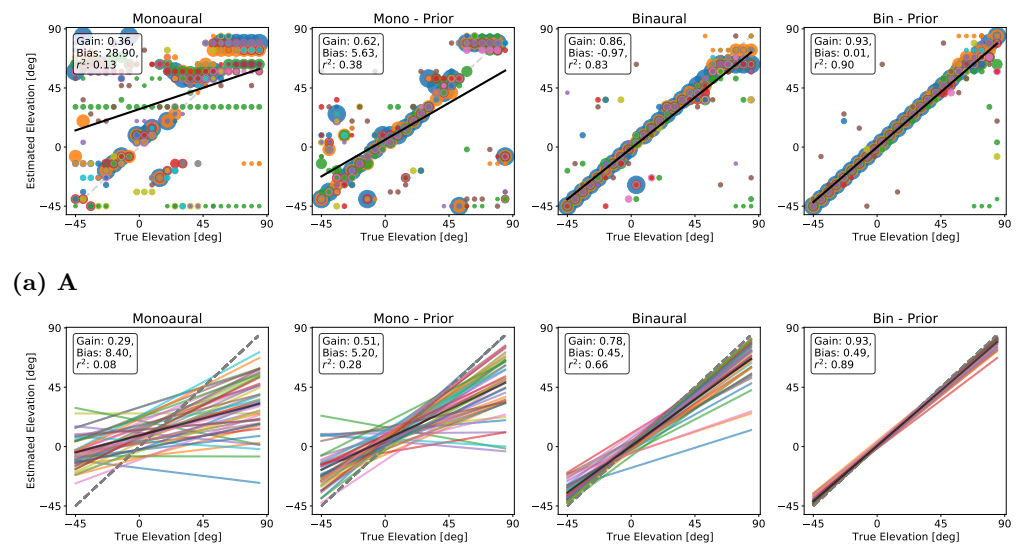 Monoaural
Mono - Prior
Binaural
Bin - Prior
90
45
0
−45
Estimated Elevation [deg]
Gain: 0.36,
Bias: 28.90,
r²: 0.13
−45 0 45 90
True Elevation [deg]
90
45
0
−45
Gain: 0.62,
Bias: 5.63,
r²: 0.38
−45 0 45 90
True Elevation [deg]
90
45
0
−45
Gain: 0.86,
Bias: -0.97,
r²: 0.83
−45 0 45 90
True Elevation [deg]
90
45
0
−45
Gain: 0.93,
Bias: 0.01,
r²: 0.90
−45 0 45 90
True Elevation [deg]
(a) A
Monoaural
Mono - Prior
Binaural
Bin - Prior
90
45
0
−45
Estimated Elevation [deg]
Gain: 0.29,
Bias: 8.40,
r²: 0.08
−45 0 45 90
True Elevation [deg]
90
45
0
−45
Gain: 0.51,
Bias: 5.20,
r²: 0.28
−45 0 45 90
True Elevation [deg]
90
45
0
−45
Gain: 0.78,
Bias: 0.45,
r²: 0.66
−45 0 45 90
True Elevation [deg]
90
45
0
−45
Gain: 0.93,
Bias: 0.49,
r²: 0.89
−45 0 45 90
True Elevation [deg]